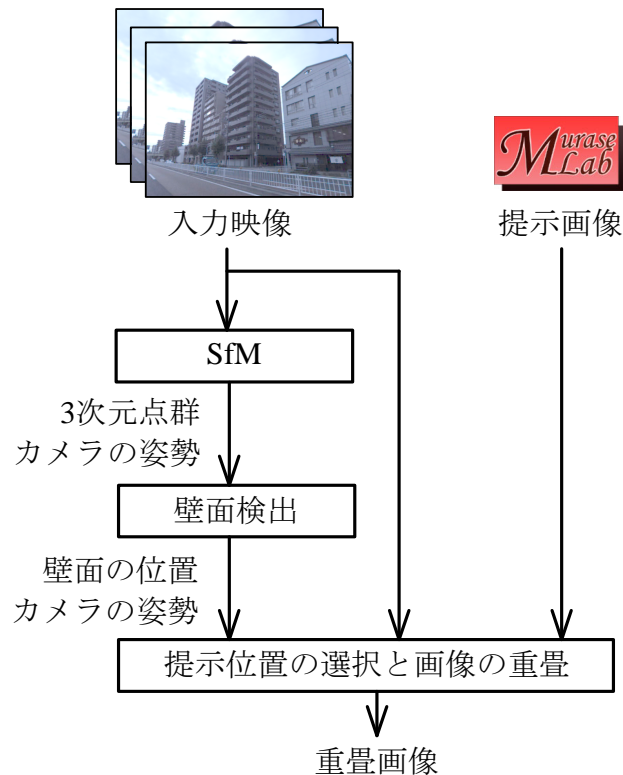 Murase
Lab
入力映像
提示画像
SfM
3次元点群
カメラの姿勢
壁面検出
壁面の位置
カメラの姿勢
提示位置の選択と画像の重畳
重畳画像